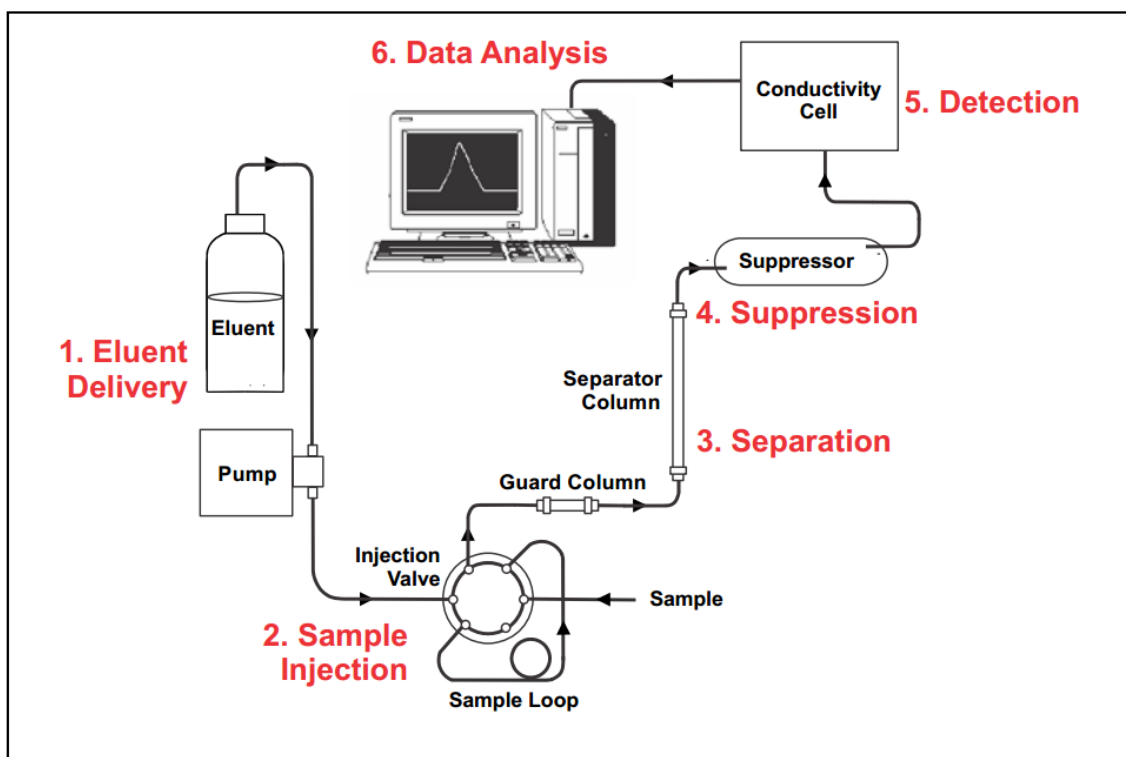 6. Data Analysis
Conductivity
Cell
5. Detection
Suppressor
4. Suppression
Eluent
1. Eluent
Delivery
Separator
Column
3. Separation
Pump
Guard Column
Injection
Valve
Sample
2. Sample
Injection
Sample Loop